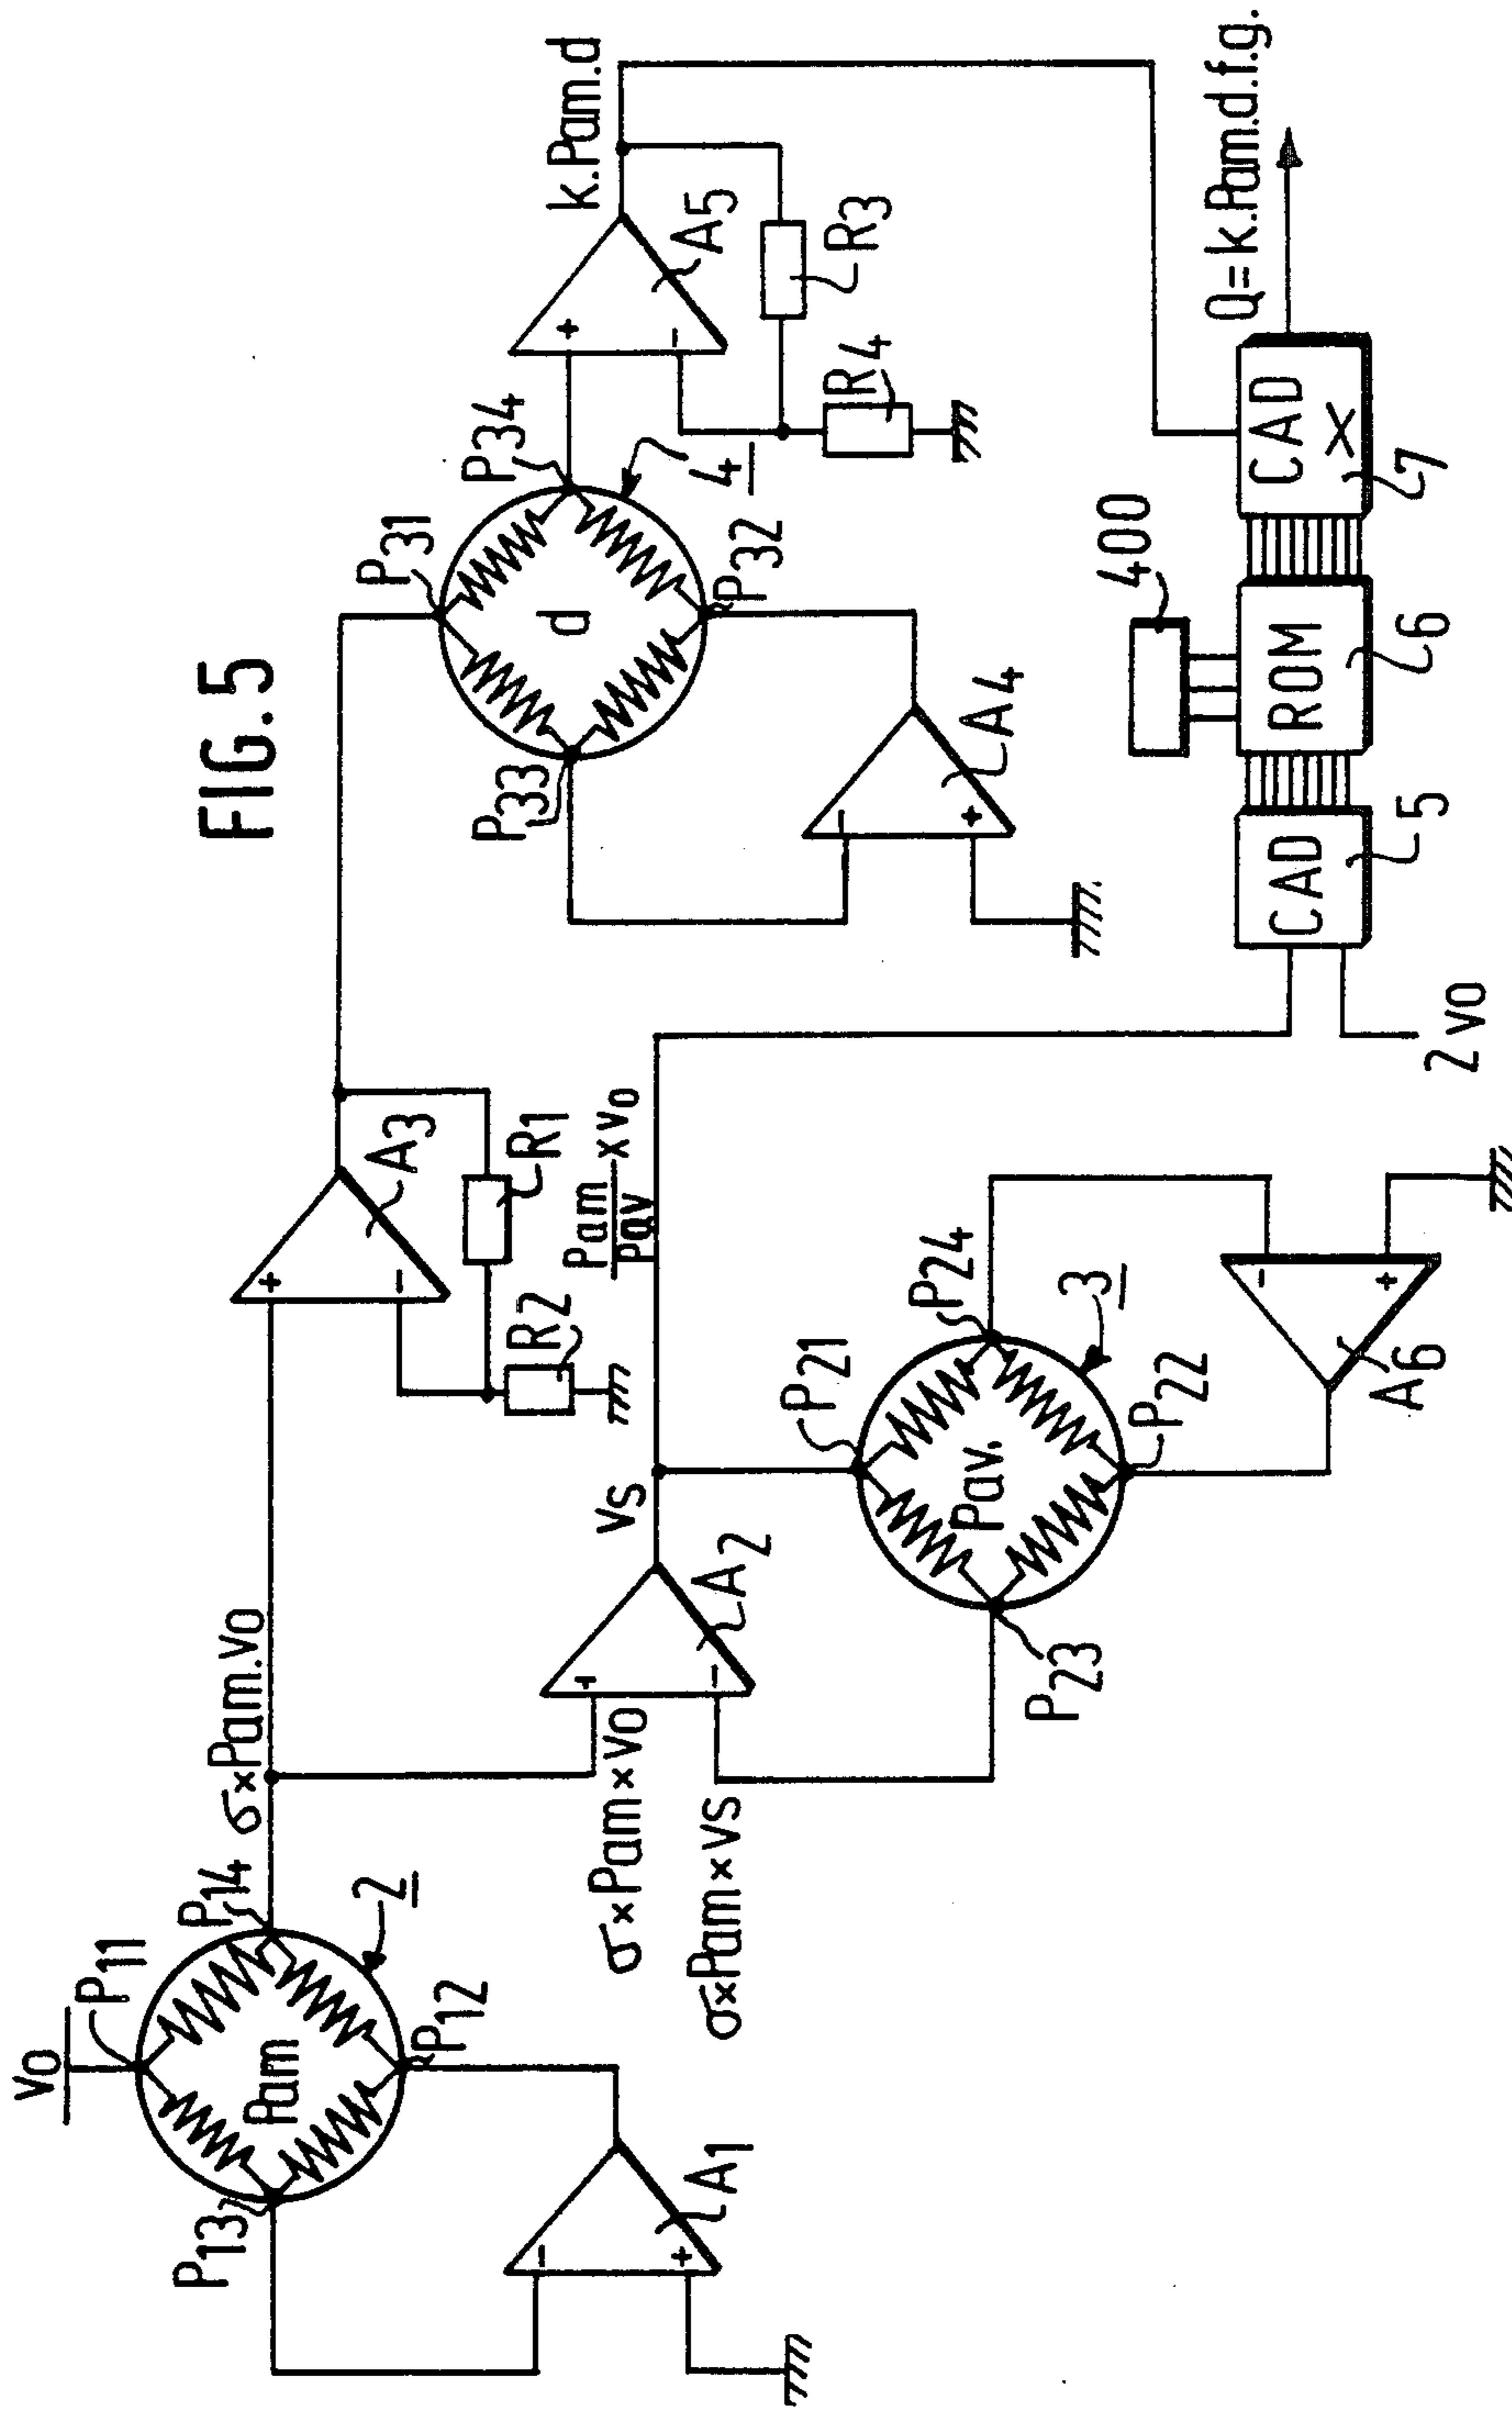 FIG. 5
Vo
P11
P14
P13
P12
Pam
2
A1
σ×Pam.Vo
σ×Pam×Vo
σ×Pam×Vs
A2
Vs
A3
R1
R2
Pam
Pav
×Vo
P21
P24
P23
P22
Pav.
3
A6
P31
P34
P33
P32
d
4
A4
A5
R3
R4
k.Pam.d
2 Vo
CAD
5
ROM
6
400
CAD
X
7
Q=k.Pam.d.f.g.
+
-
+
-
+
-
+
-
+
-
+
-